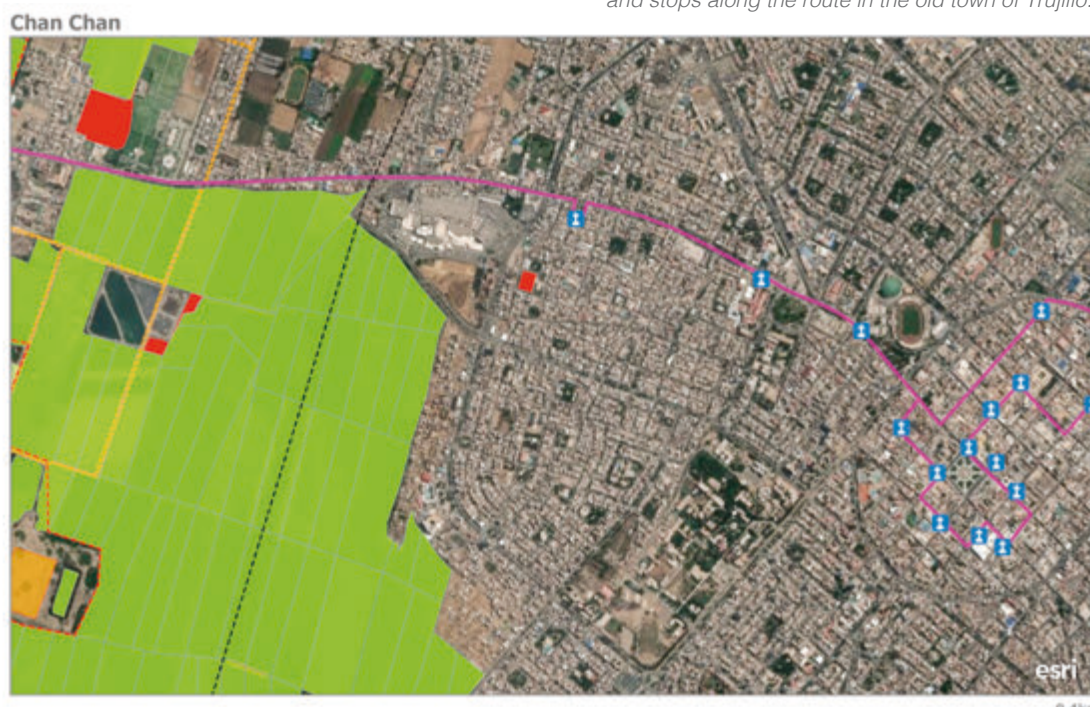 and stops along the route in the old town of Trujillo.
Chan Chan
esri